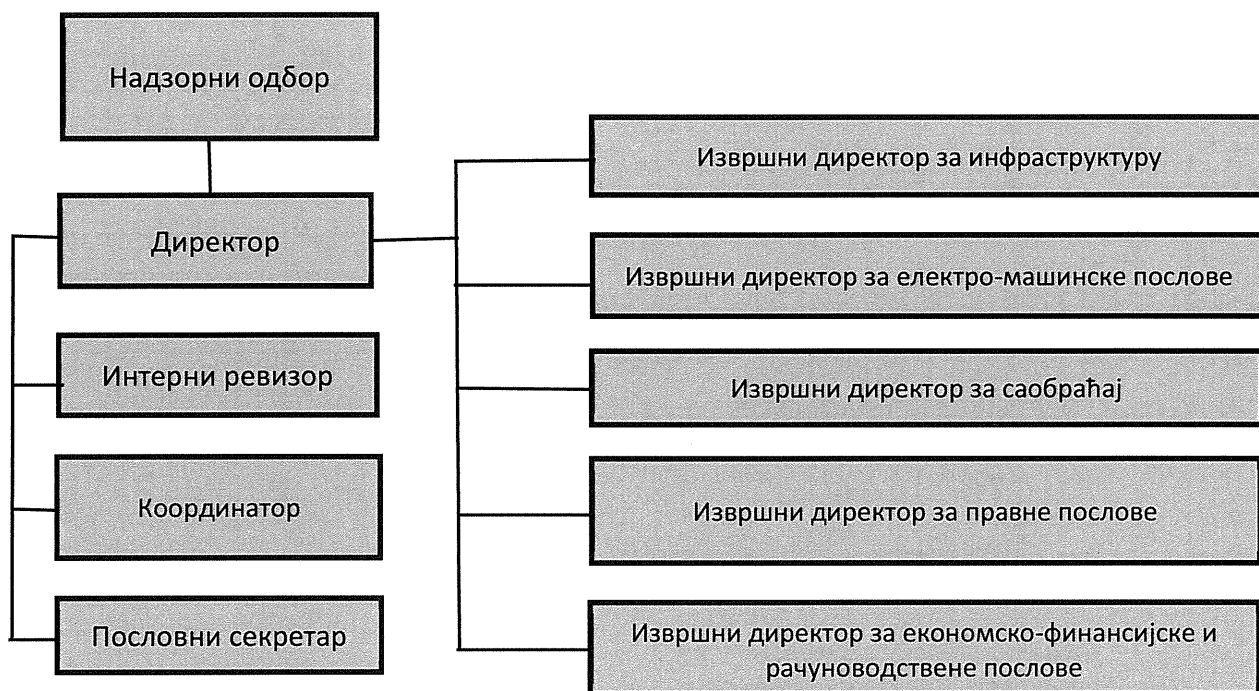 Надзорни одбор
Директор
Интерни ревизор
Координатор
Пословни секретар
Извршни директор за инфраструктуру
Извршни директор за електро-машинске послове
Извршни директор за саобраћај
Извршни директор за правне послове
Извршни директор за економско-финансијске и
рачуноводствене послове